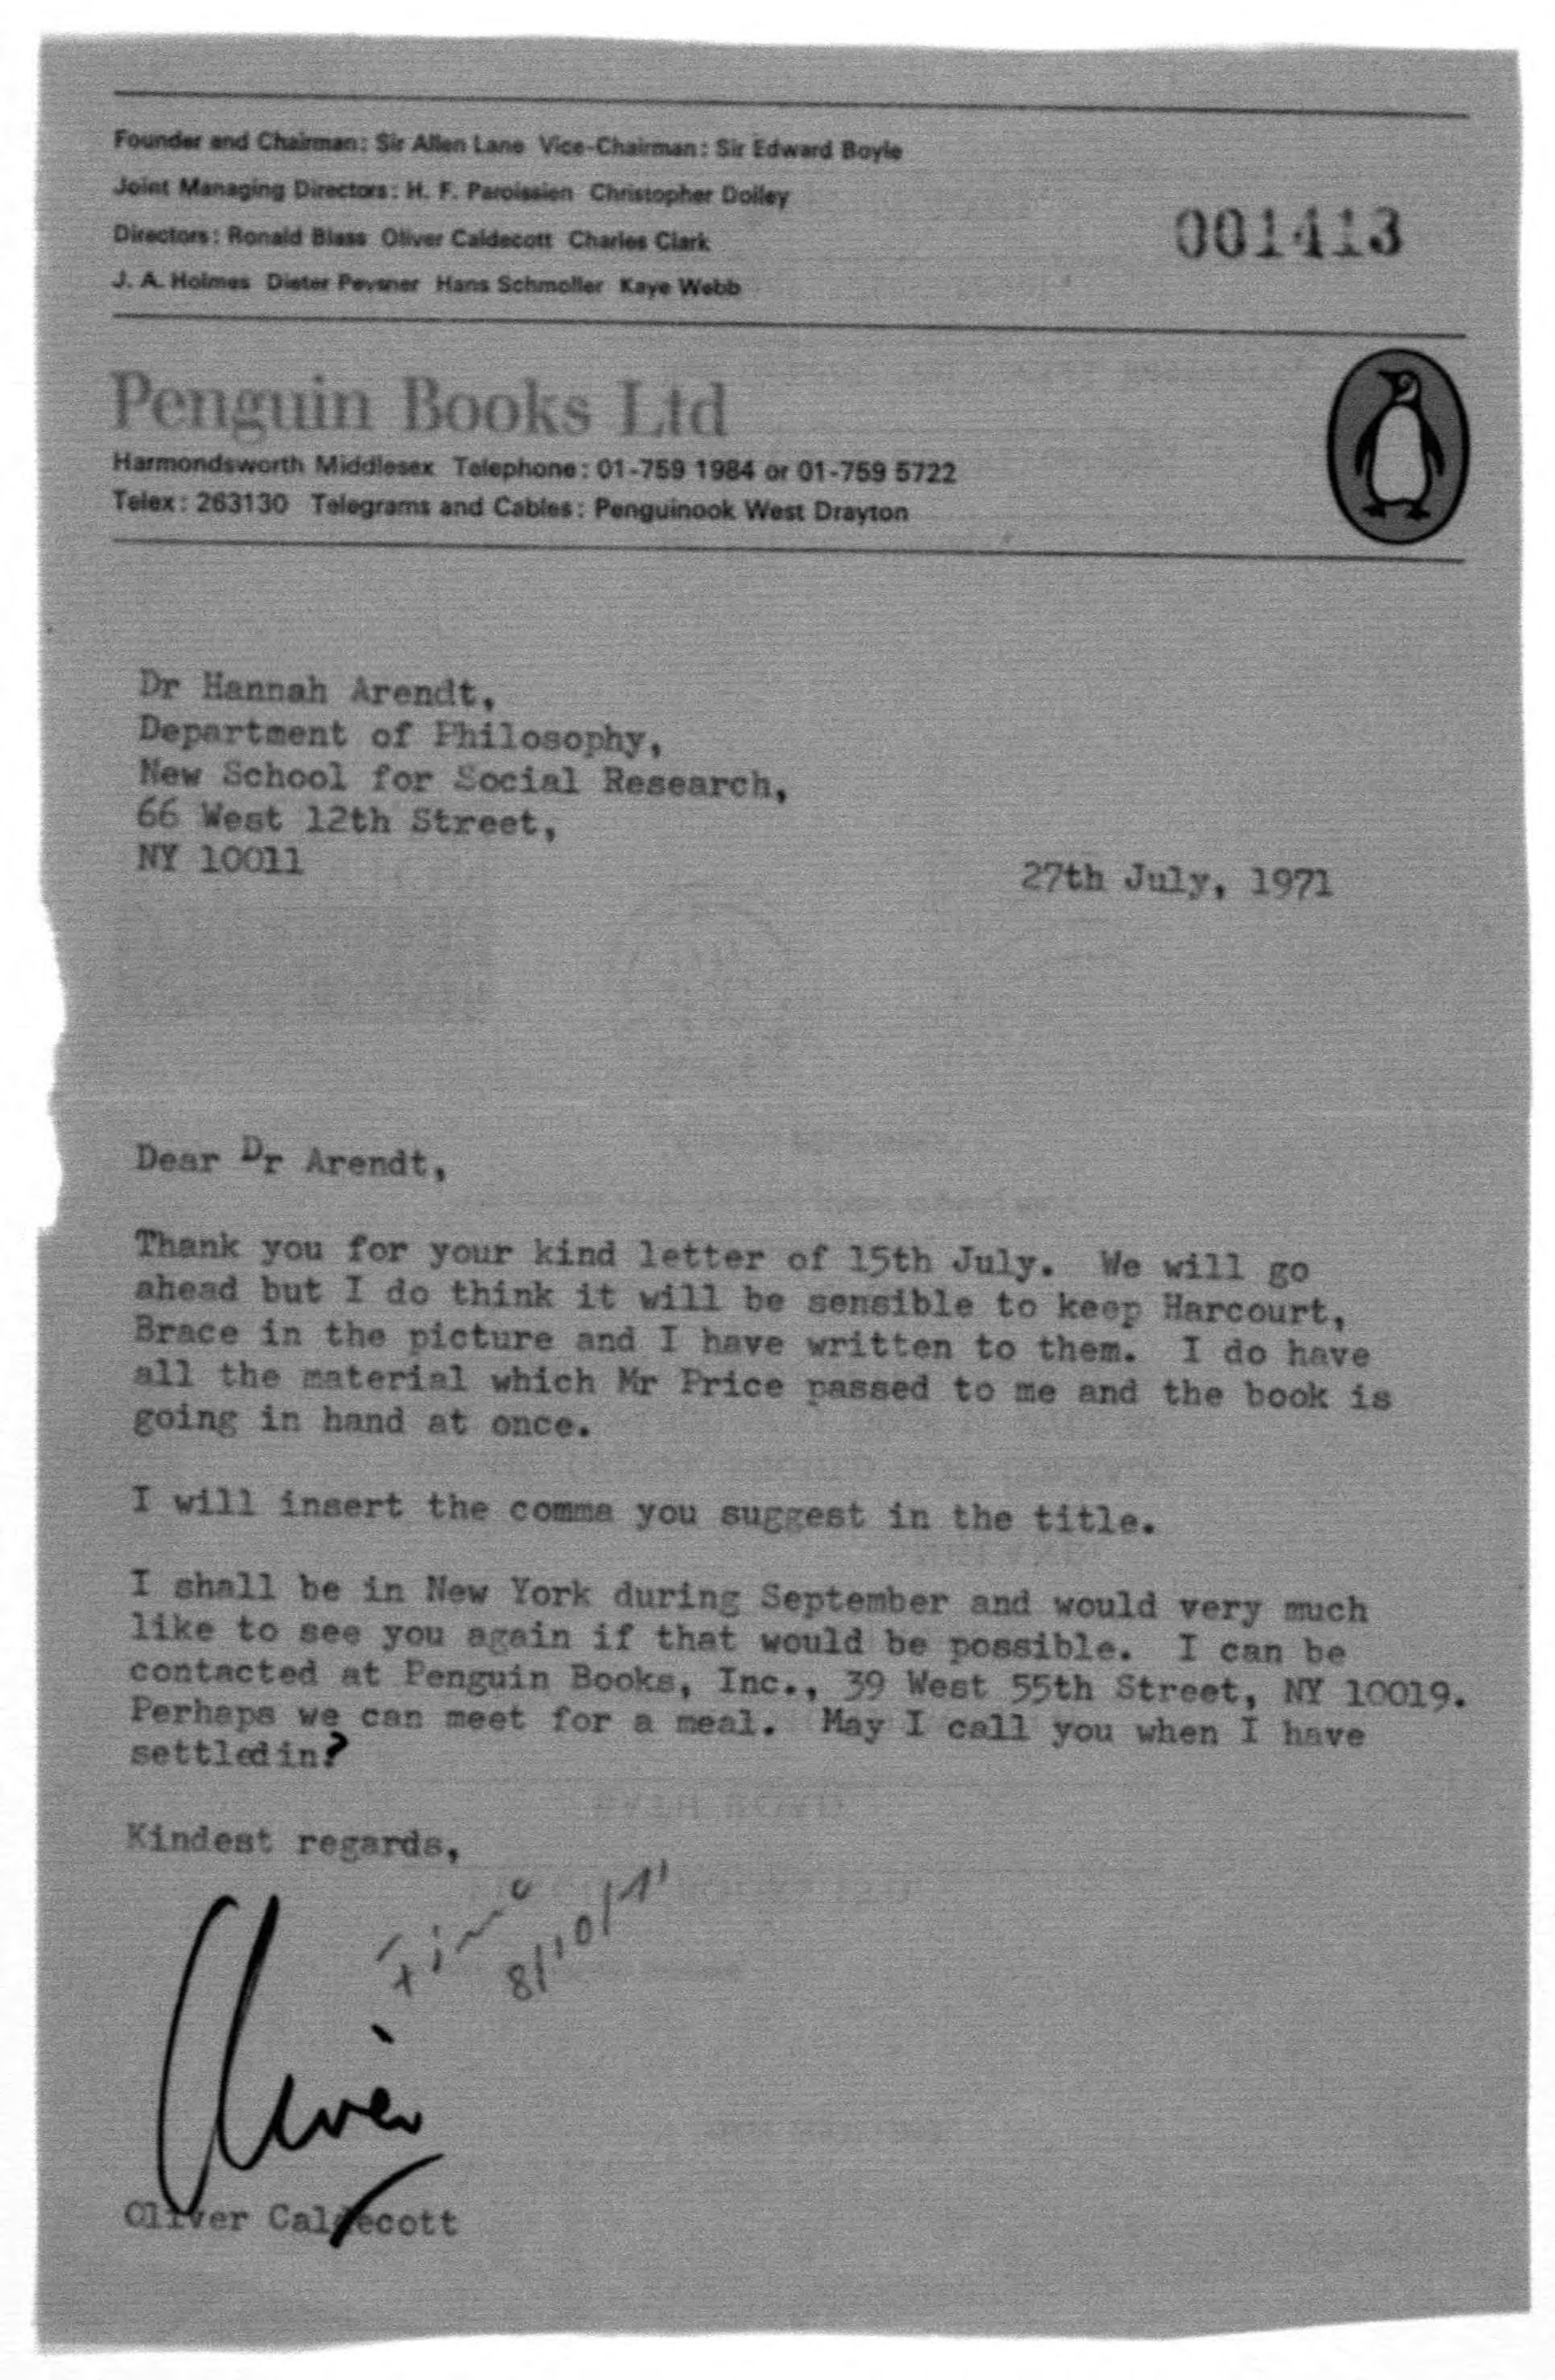 Founder and Chairman: Sir Allen Lane Vice-Chairman: Sir Edward Boyle
Joint Managing Directors: H. F. Paroissien Christopher Dolley
Directors: Ronald Blass Oliver Caldecott Charles Clark
J. A. Holmes Dieter Pevsner Hans Schmoller Kaye Webb
001413
Penguin Books Ltd
Harmondsworth Middlesex Telephone: 01-759 1984 or 01-759 5722
Telex: 263130 Telegrams and Cables: Penguinook West Drayton
Dr Hannah Arendt,
Department of Philosophy,
New School for Social Research,
66 West 12th Street,
NY 10011
27th July, 1971
Dear Dr Arendt,
Thank you for your kind letter of 15th July. We will go
ahead but I do think it will be sensible to keep Harcourt,
Brace in the picture and I have written to them. I do have
all the material which Mr Price passed to me and the book is
going in hand at once.
I will insert the comma you suggest in the title.
I shall be in New York during September and would very much
like to see you again if that would be possible. I can be
contacted at Penguin Books, Inc., 39 West 55th Street, NY 10019.
Perhaps we can meet for a meal. May I call you when I have
settled in?
Kindest regards,
8/10/71
Oliver
Oliver Caldecott